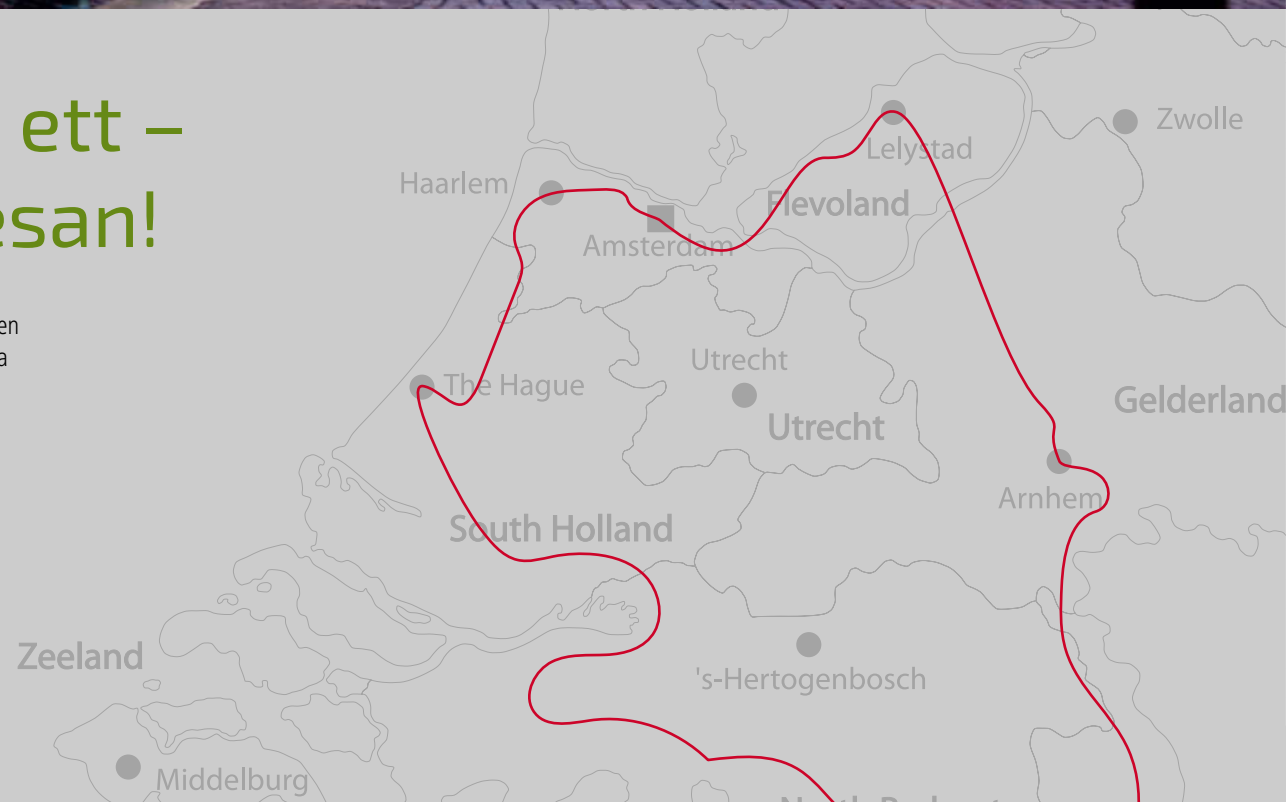 ett –
esan!
en
a
Zwolle
Lelystad
Haarlem
Flevoland
Amsterdam
Utrecht
The Hague
Gelderland
Utrecht
Arnhem
South Holland
Zeeland
's-Hertogenbosch
Middelburg